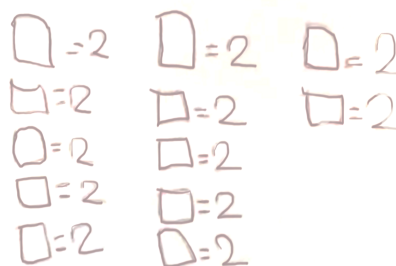 □ = 2
□ = 2
□ = 2
□ = 2
□ = 2
□ = 2
□ = 2
□ = 2
□ = 2
□ = 2
□ = 2
□ = 2